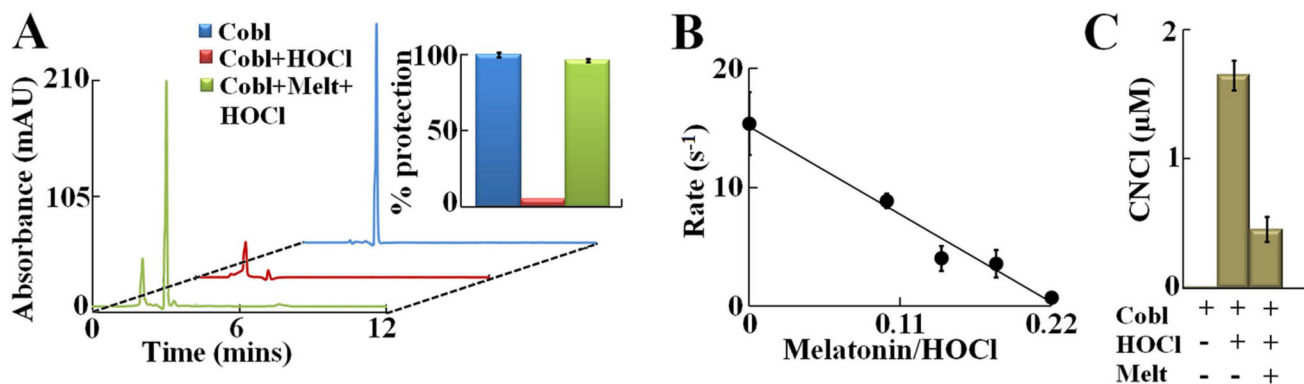 A
Cobl
Cobl+HOCl
Cobl+Melt+
HOCl
Absorbance (mAU)
210
105
0
0
6
12
Time (mins)
% protection
100
50
0
B
Rate (s-1)
20
10
0
0
0.11
0.22
Melatonin/HOCl
C
CNCl (μM)
2
1
0
Cobl + + +
HOCl - + +
Melt - - +